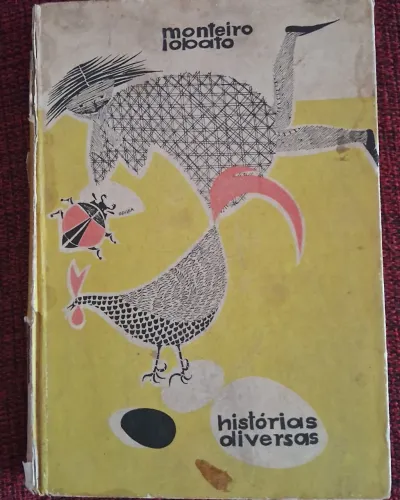 monteiro
lobato
histórias
diversas